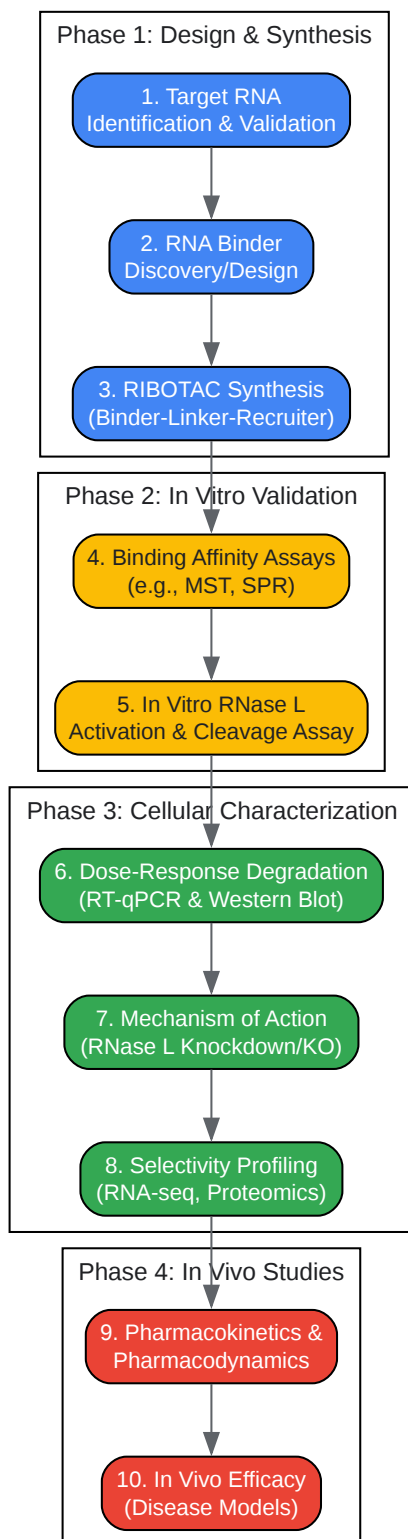 Phase 1: Design & Synthesis
1. Target RNA
Identification & Validation
2. RNA Binder
Discovery/Design
3. RIBOTAC Synthesis
(Binder-Linker-Recruiter)
Phase 2: In Vitro Validation
4. Binding Affinity Assays
(e.g., MST, SPR)
5. In Vitro RNase L
Activation & Cleavage Assay
Phase 3: Cellular Characterization
6. Dose-Response Degradation
(RT-qPCR & Western Blot)
7. Mechanism of Action
(RNase L Knockdown/KO)
8. Selectivity Profiling
(RNA-seq, Proteomics)
Phase 4: In Vivo Studies
9. Pharmacokinetics &
Pharmacodynamics
10. In Vivo Efficacy
(Disease Models)